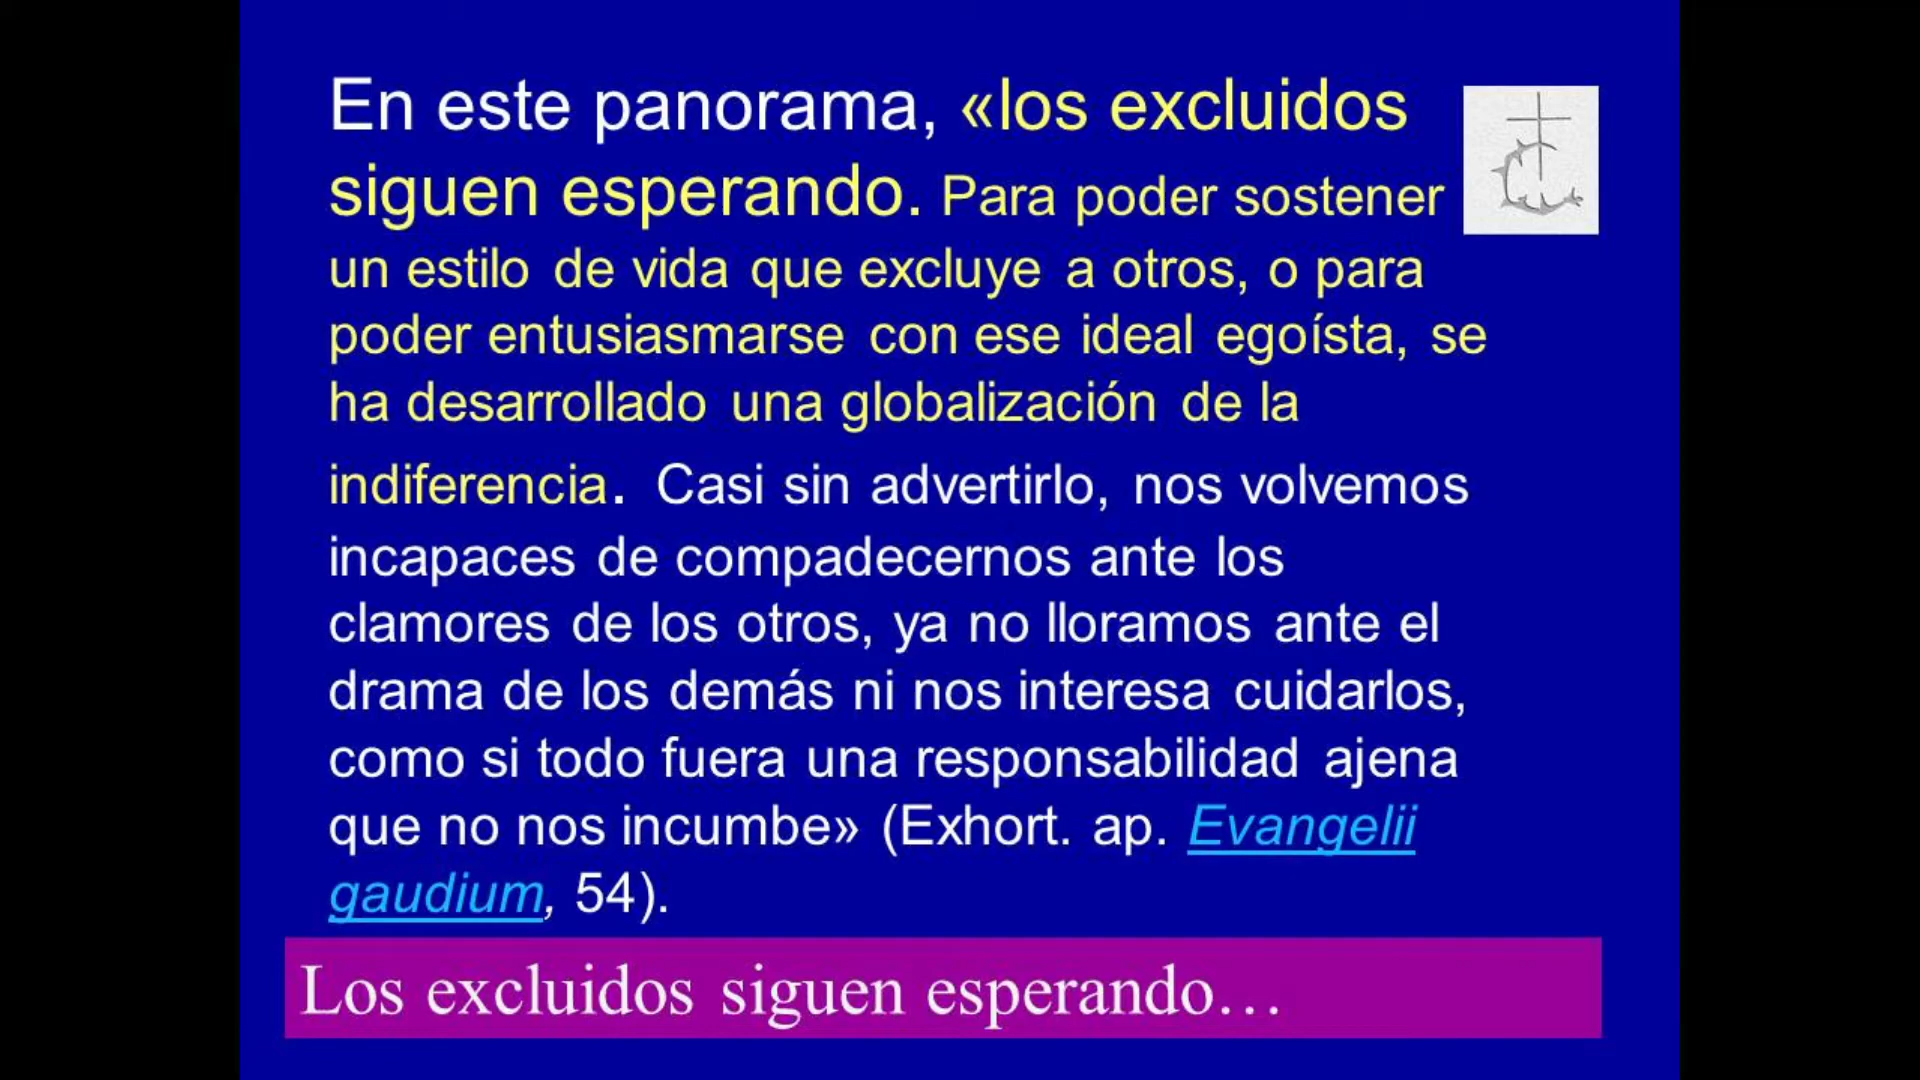 En este panorama, «los excluidos
siguen esperando. Para poder sostener
un estilo de vida que excluye a otros, o para
poder entusiasmarse con ese ideal egoísta, se
ha desarrollado una globalización de la
indiferencia. Casi sin advertirlo, nos volvemos
incapaces de compadecernos ante los
clamores de los otros, ya no lloramos ante el
drama de los demás ni nos interesa cuidarlos,
como si todo fuera una responsabilidad ajena
que no nos incumbe» (Exhort. ap. Evangelii
gaudium, 54).
Los excluidos siguen esperando…